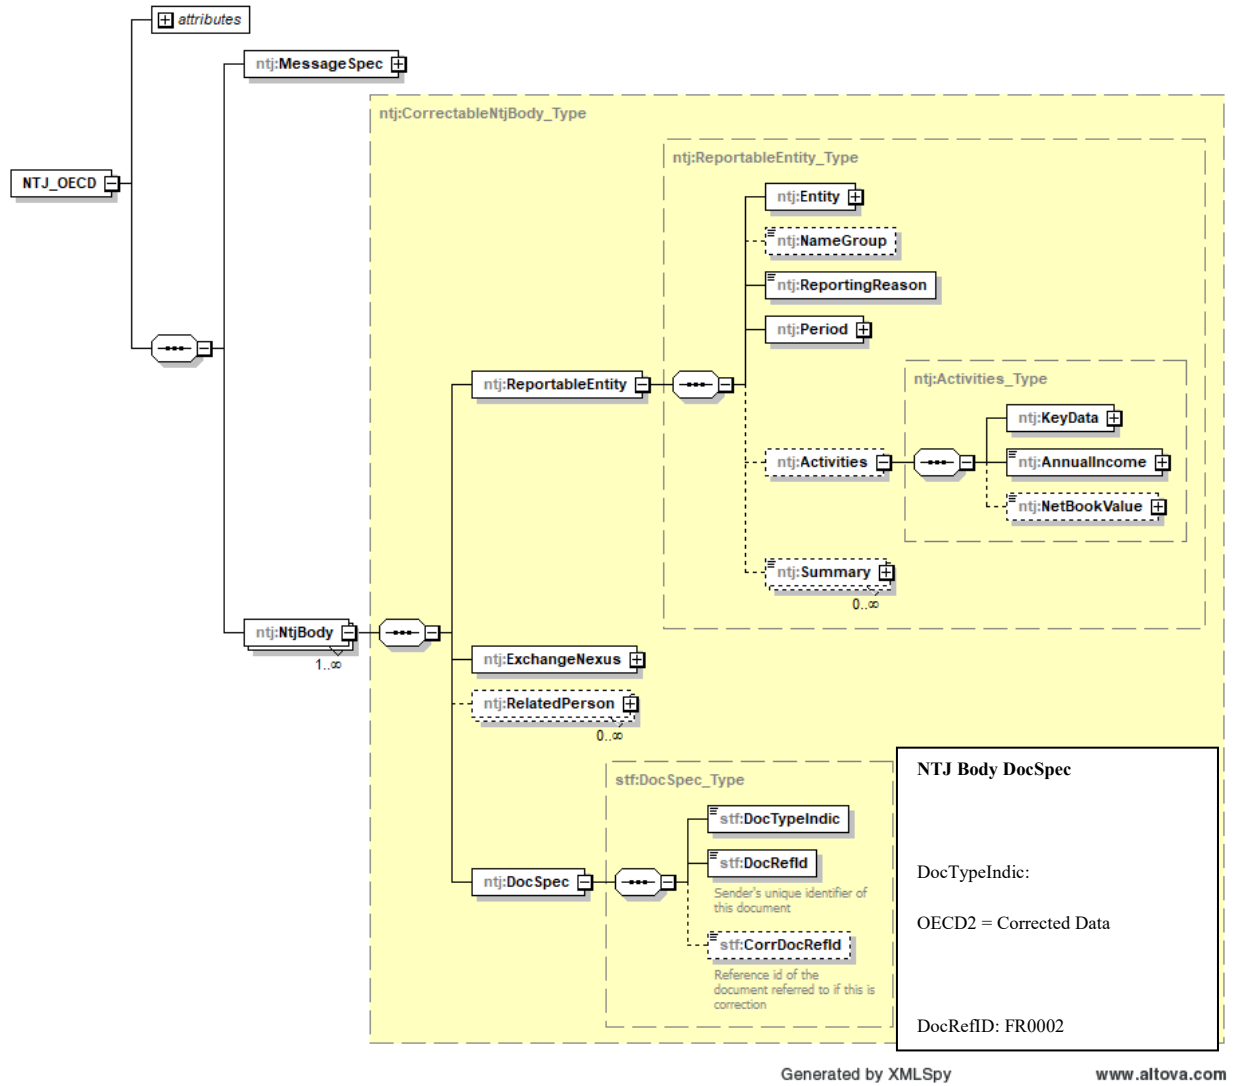 attributes
ntj:MessageSpec
ntj:CorrectableNtjBody_Type
ntj:ReportableEntity_Type
NTJ_OECD
ntj:Entity
ntj:NameGroup
ntj:ReportingReason
ntj:Period
ntj:ReportableEntity
ntj:Activities_Type
ntj:KeyData
ntj:Activities
ntj:AnnualIncome
ntj:NetBookValue
ntj:Summary
0..∞
ntj:NtjBody
1..∞
ntj:ExchangeNexus
ntj:RelatedPerson
0..∞
stf:DocSpec_Type
stf:DocTypeIndic
ntj:DocSpec
stf:DocRefId
Sender's unique identifier of
this document
stf:CorrDocRefId
Reference id of the
document referred to if this is
correction
NTJ Body DocSpec
DocTypeIndic:
OECD2 = Corrected Data
DocRefID: FR0002
Generated by XMLSpy
www.altova.com